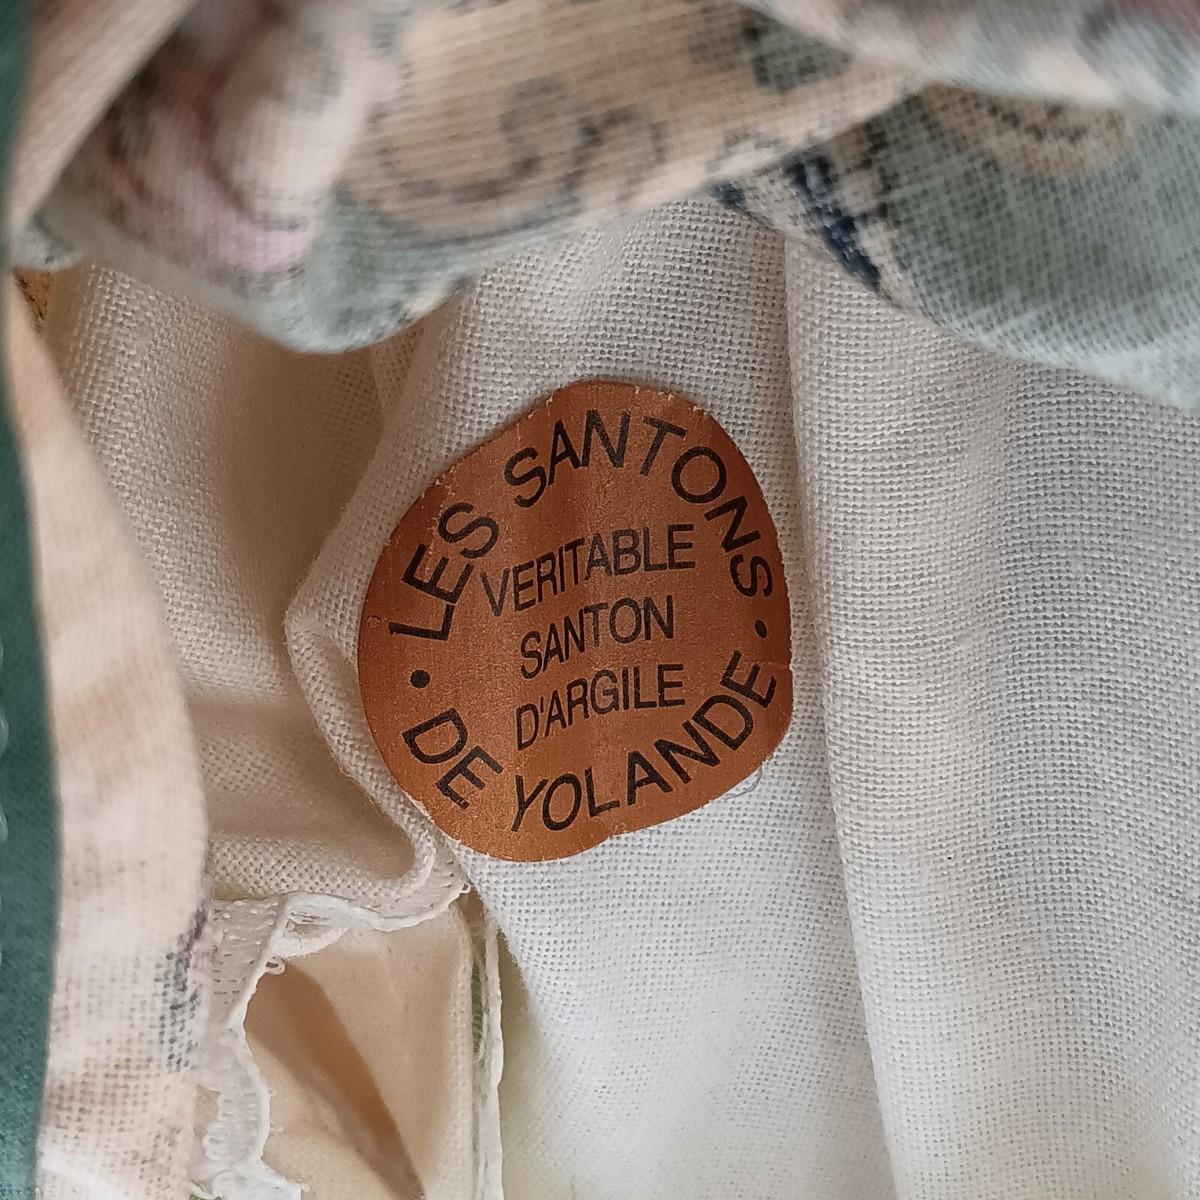 LES SANTONS
VERITABLE
SANTON
D'ARGILE
• DE YOLANDE •